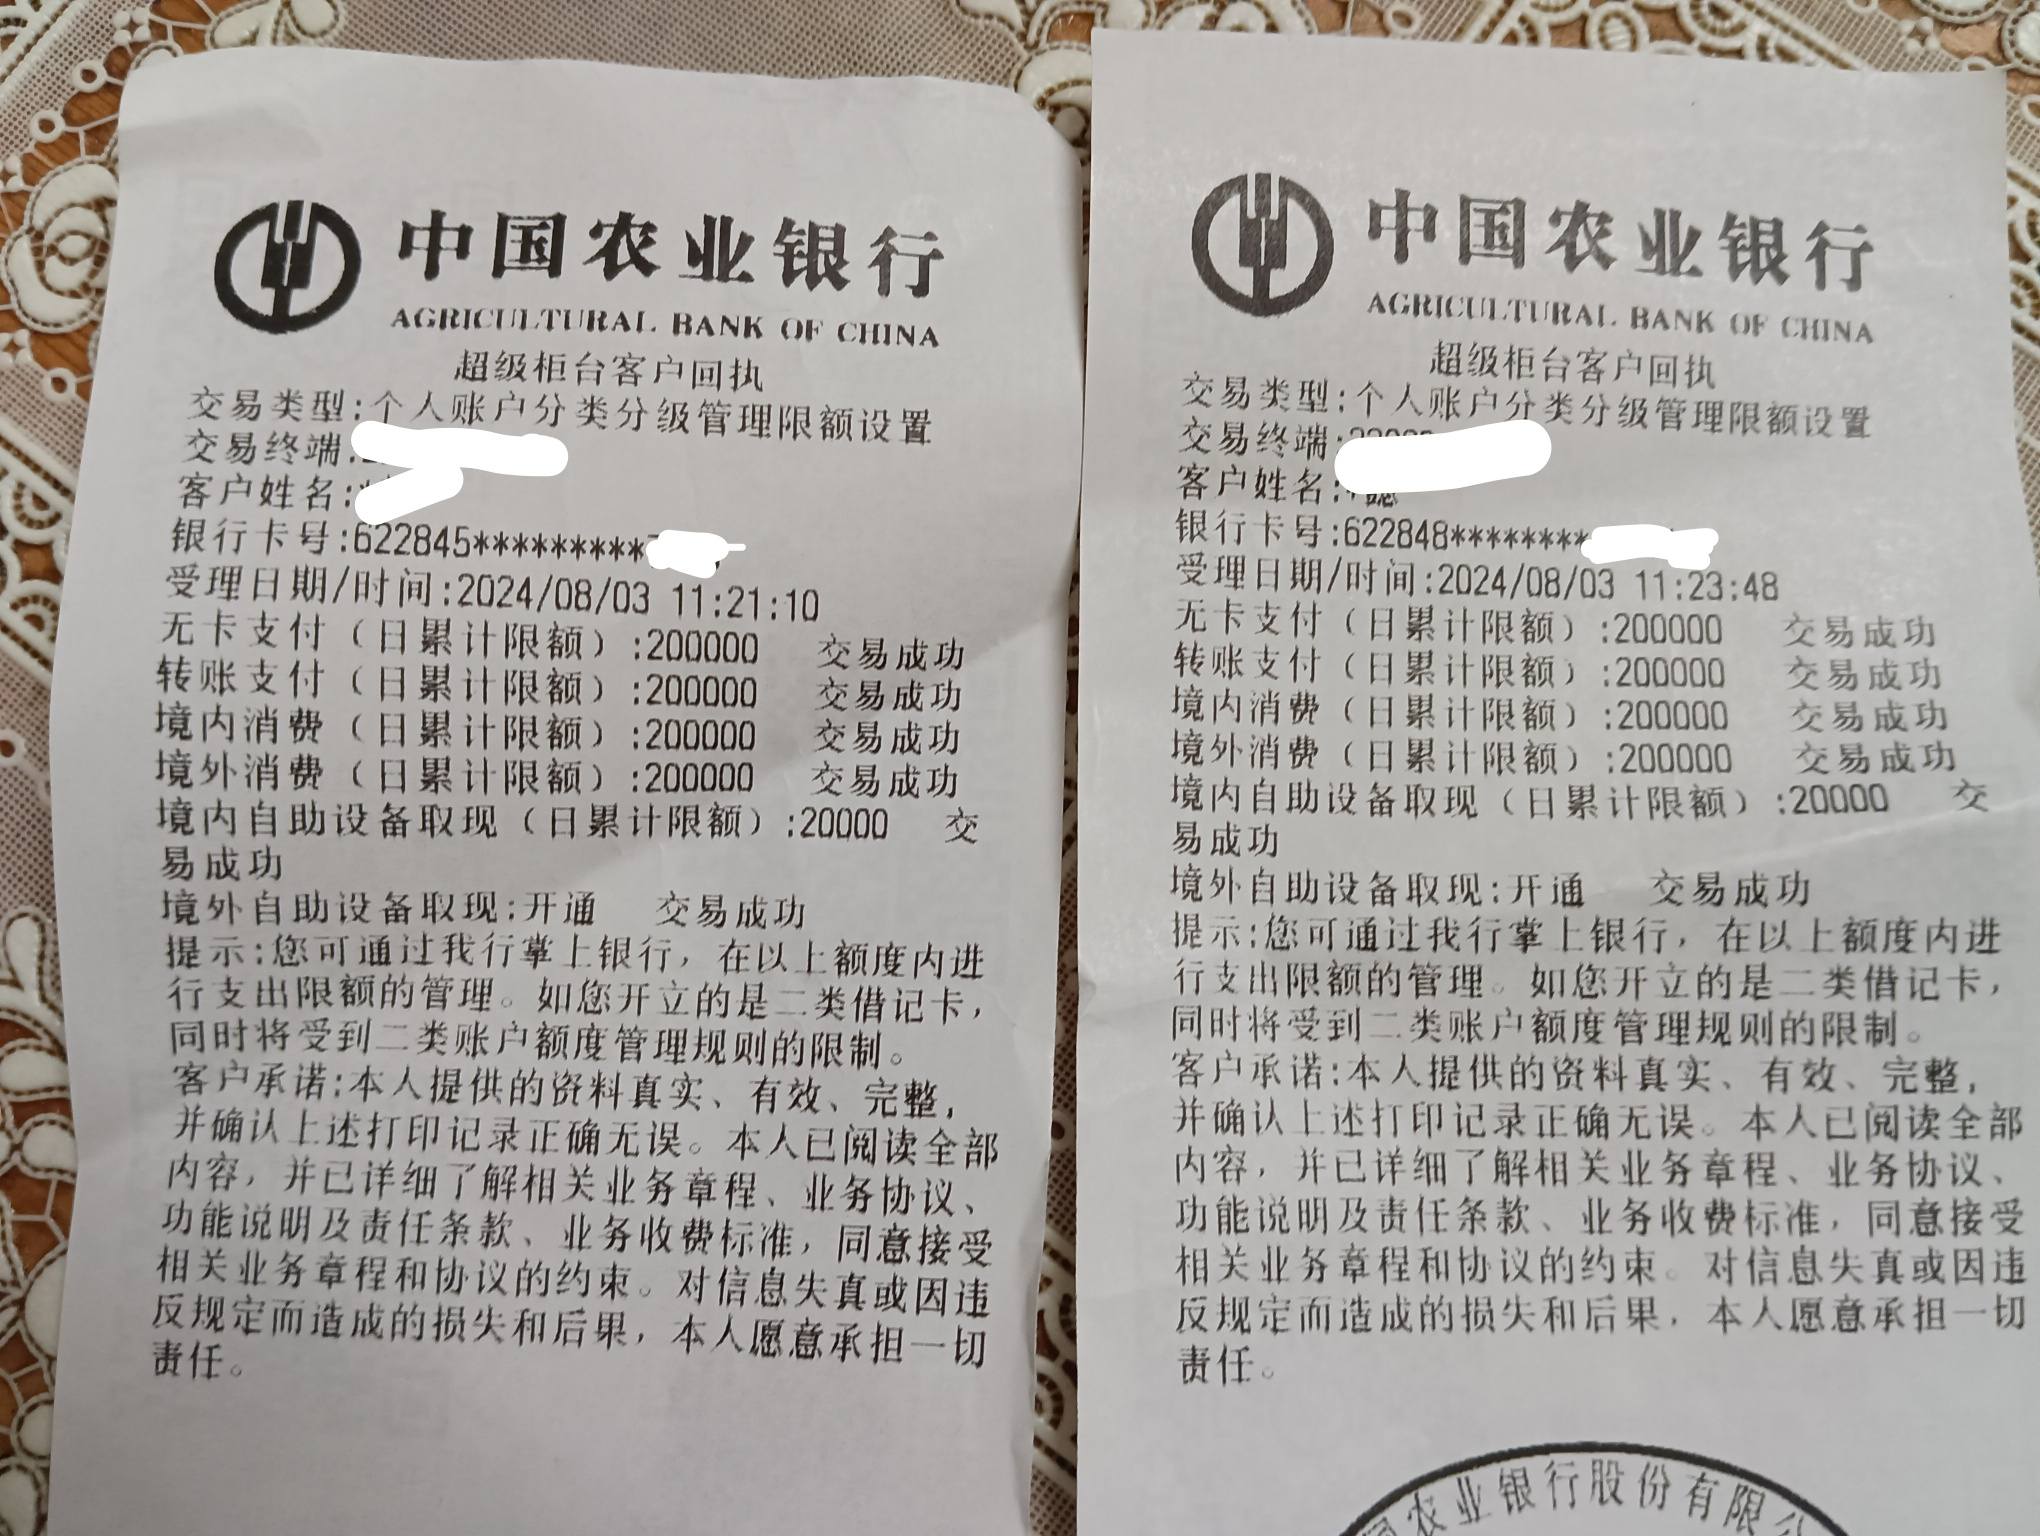 中国农业银行
AGRICULTURAL BANK OF CHINA
超级柜台客户回执
交易类型:个人账户分类分级管理限额设置
交易终端:
客户姓名:*
银行卡号:622845*********
受理日期/时间:2024/08/03 11:21:10
无卡支付（日累计限额）:200000 交易成功
转账支付（日累计限额）:200000 交易成功
境内消费（日累计限额）:200000 交易成功
境外消费（日累计限额）:200000 交易成功
境内自助设备取现（日累计限额）:20000 交
易成功
境外自助设备取现:开通 交易成功
提示:您可通过我行掌上银行，在以上额度内进
行支出限额的管理。如您开立的是二类借记卡，
同时将受到二类账户额度管理规则的限制。
客户承诺:本人提供的资料真实、有效、完整，
并确认上述打印记录正确无误。本人已阅读全部
内容，并已详细了解相关业务章程、业务协议、
功能说明及责任条款、业务收费标准，同意接受
相关业务章程和协议的约束。对信息失真或因违
反规定而造成的损失和后果，本人愿意承担一切
责任。
中国农业银行
AGRICULTURAL BANK OF CHINA
超级柜台客户回执
交易类型:个人账户分类分级管理限额设置
交易终端:
客户姓名:
银行卡号:622848********
受理日期/时间:2024/08/03 11:23:48
无卡支付（日累计限额）:200000 交易成功
转账支付（日累计限额）:200000 交易成功
境内消费（日累计限额）:200000 交易成功
境外消费（日累计限额）:200000 交易成功
境内自助设备取现（日累计限额）:20000 交
易成功
境外自助设备取现:开通 交易成功
提示:您可通过我行掌上银行，在以上额度内进
行支出限额的管理。如您开立的是二类借记卡，
同时将受到二类账户额度管理规则的限制。
客户承诺:本人提供的资料真实、有效、完整，
并确认上述打印记录正确无误。本人已阅读全部
内容，并已详细了解相关业务章程、业务协议、
功能说明及责任条款、业务收费标准，同意接受
相关业务章程和协议的约束。对信息失真或因违
反规定而造成的损失和后果，本人愿意承担一切
责任。
国农业银行股份有限公